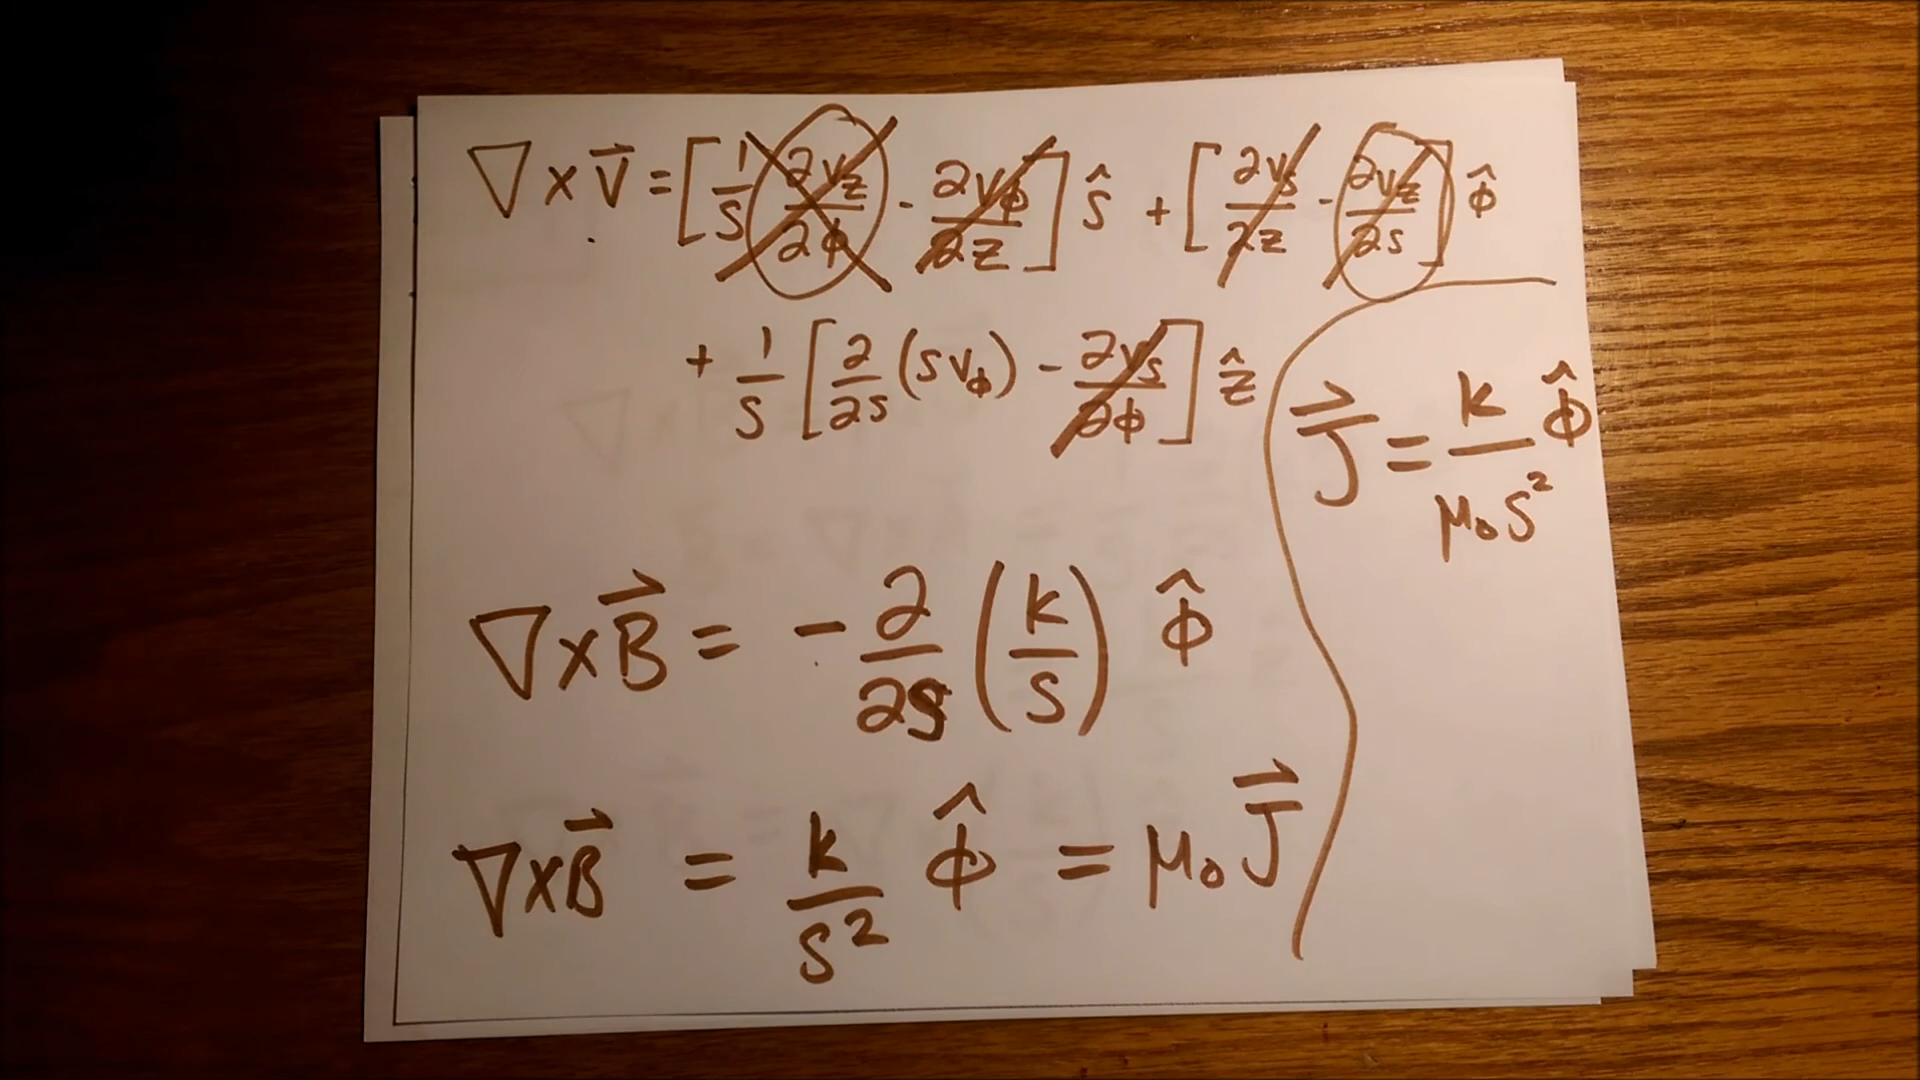 ∇ × V⃗ = [1/s ∂v_z/∂φ - ∂v_φ/∂z] ŝ + [∂v_s/∂z - ∂v_z/∂s] φ̂
+ 1/s [∂/∂s (s v_φ) - ∂v_s/∂φ] ẑ
J⃗ = k/(μ₀ s²) φ̂
∇ × B⃗ = - ∂/∂s (k/s) φ̂
∇ × B⃗ = k/s² φ̂ = μ₀ J⃗